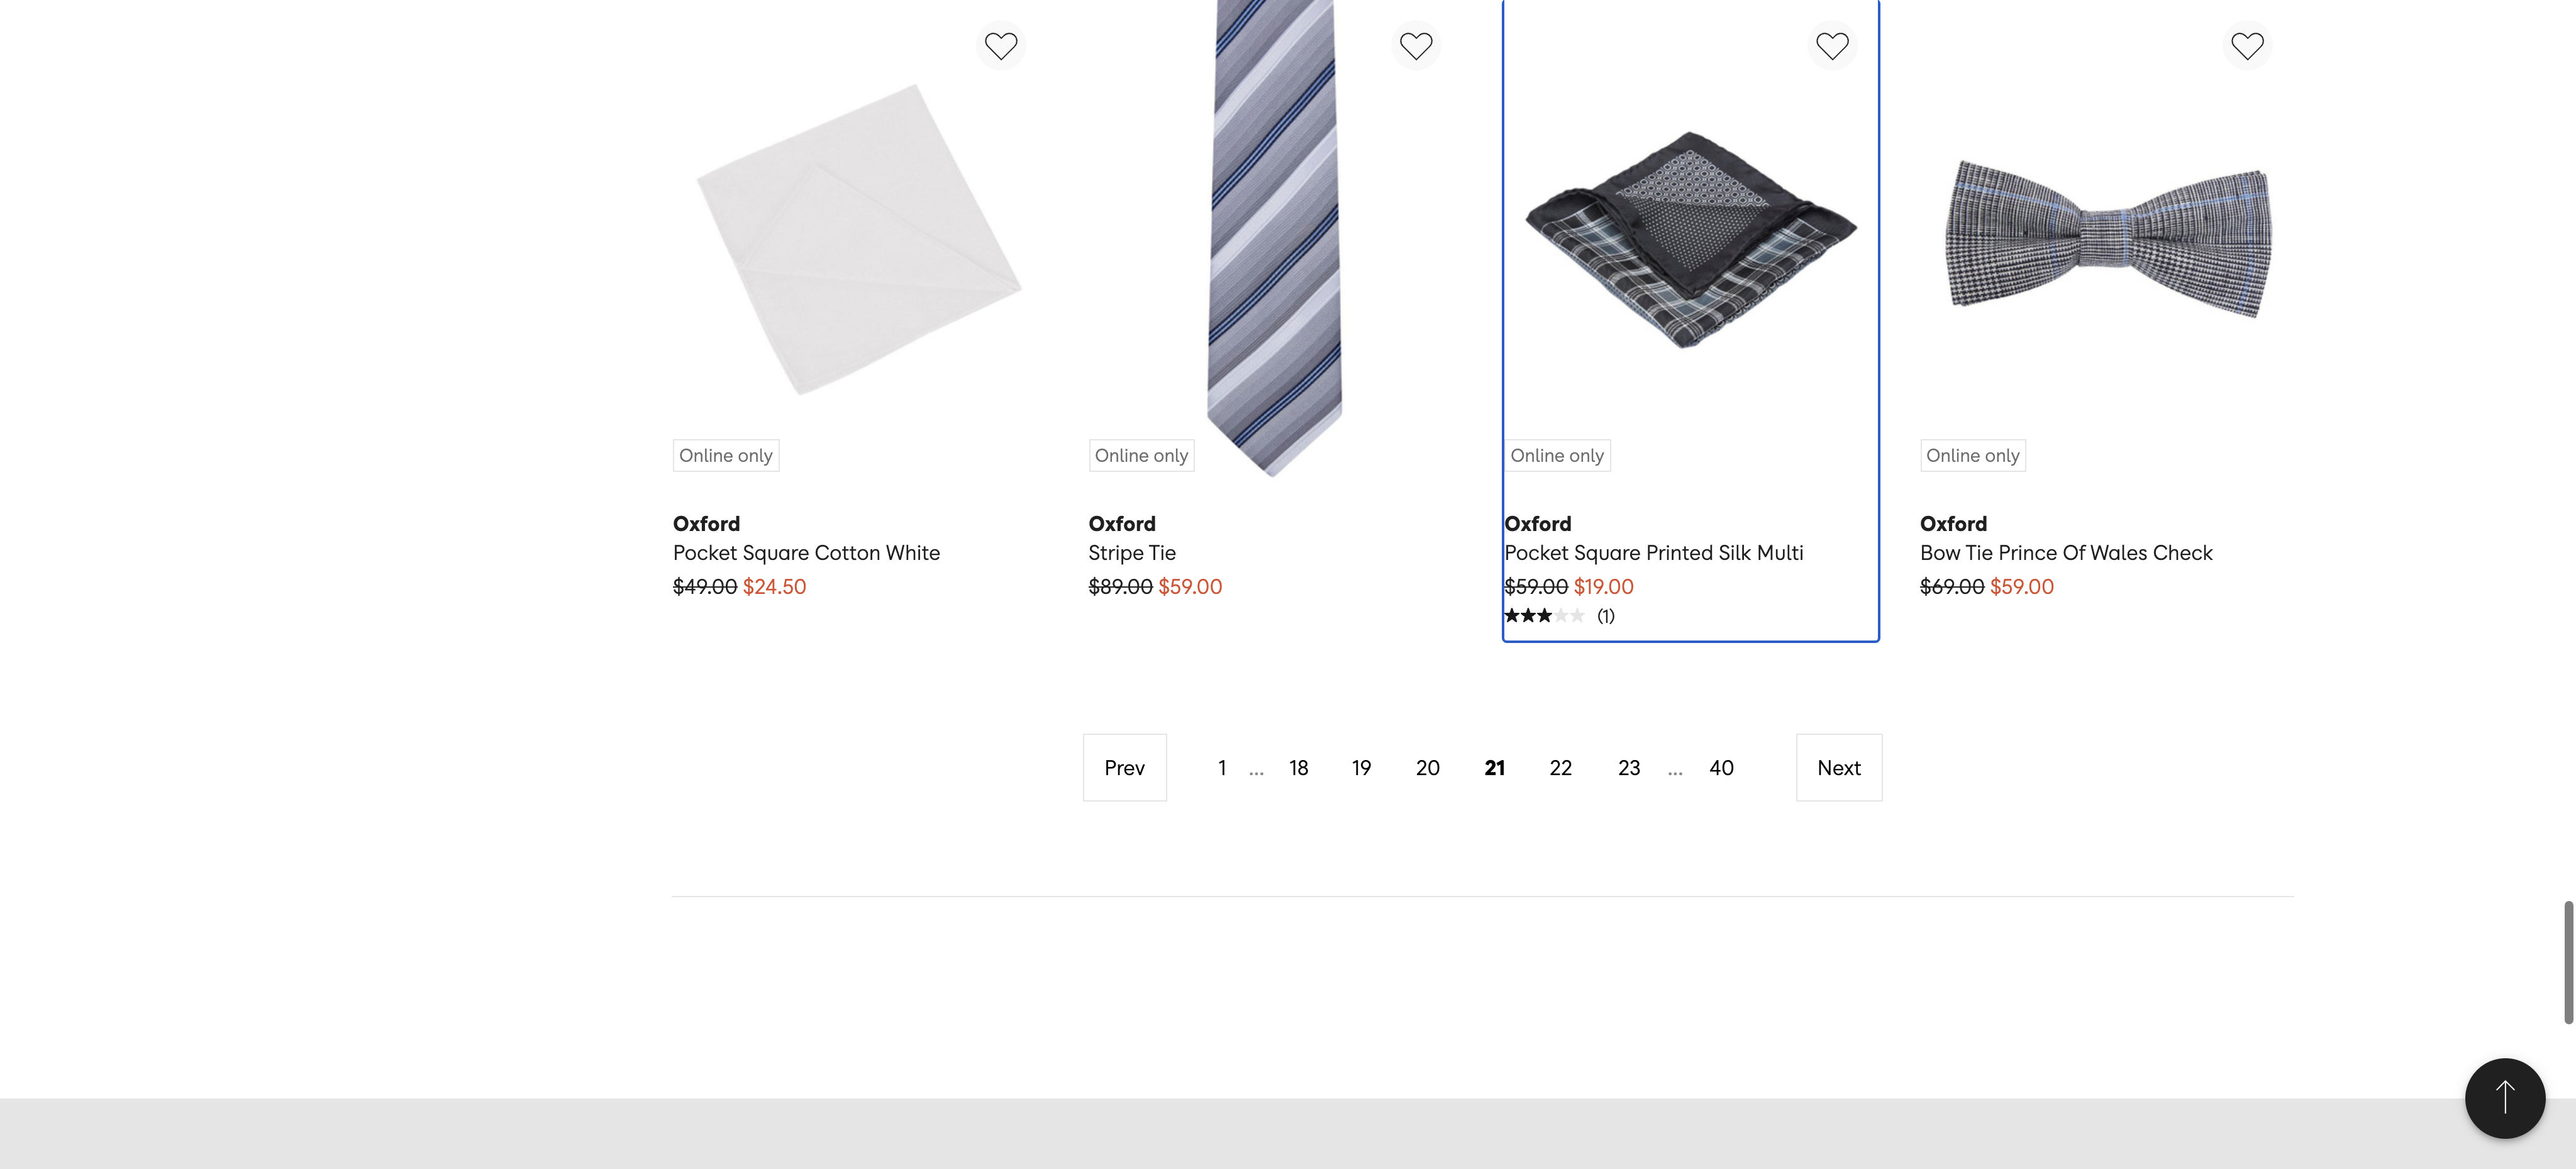 Online only
Oxford
Pocket Square Cotton White
$49.00 $24.50
Online only
Oxford
Stripe Tie
$89.00 $59.00
Online only
Oxford
Pocket Square Printed Silk Multi
$59.00 $19.00
(1)
Online only
Oxford
Bow Tie Prince Of Wales Check
$69.00 $59.00
Prev 1 ... 18 19 20 21 22 23 ... 40 Next